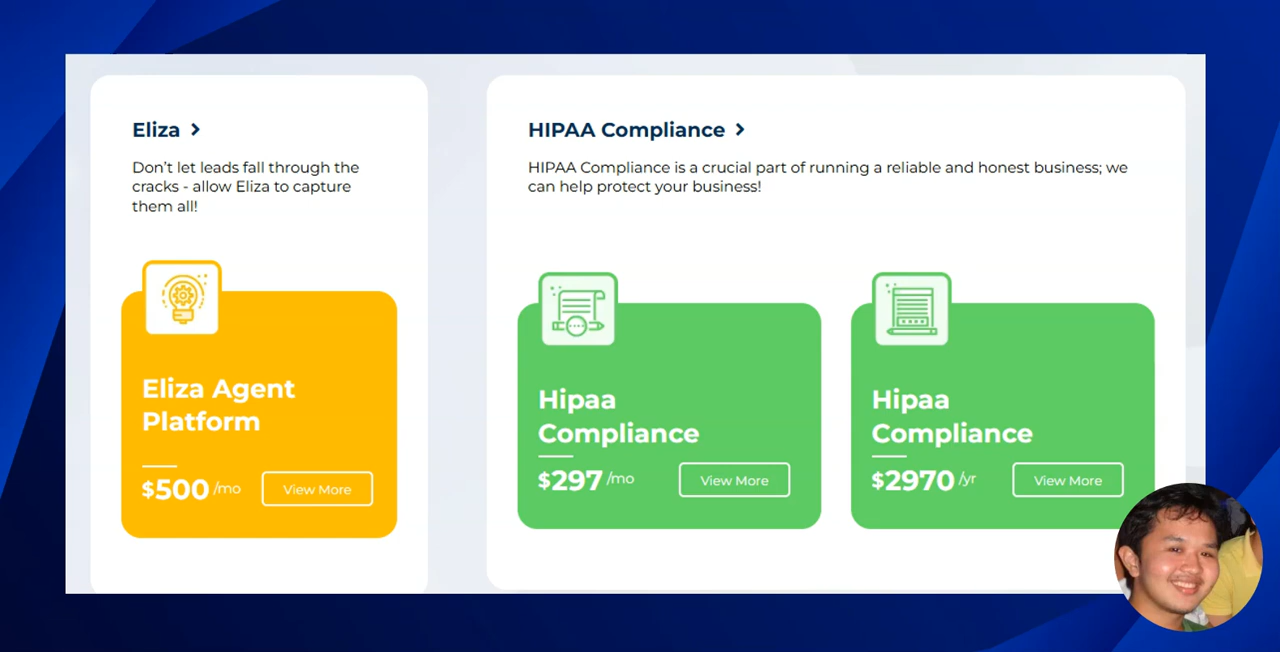 Eliza
Don’t let leads fall through the
cracks - allow Eliza to capture
them all!
Eliza Agent
Platform
$500 /mo
View More
HIPAA Compliance
HIPAA Compliance is a crucial part of running a reliable and honest business; we
can help protect your business!
Hipaa
Compliance
$297 /mo
View More
Hipaa
Compliance
$2970 /yr
View More